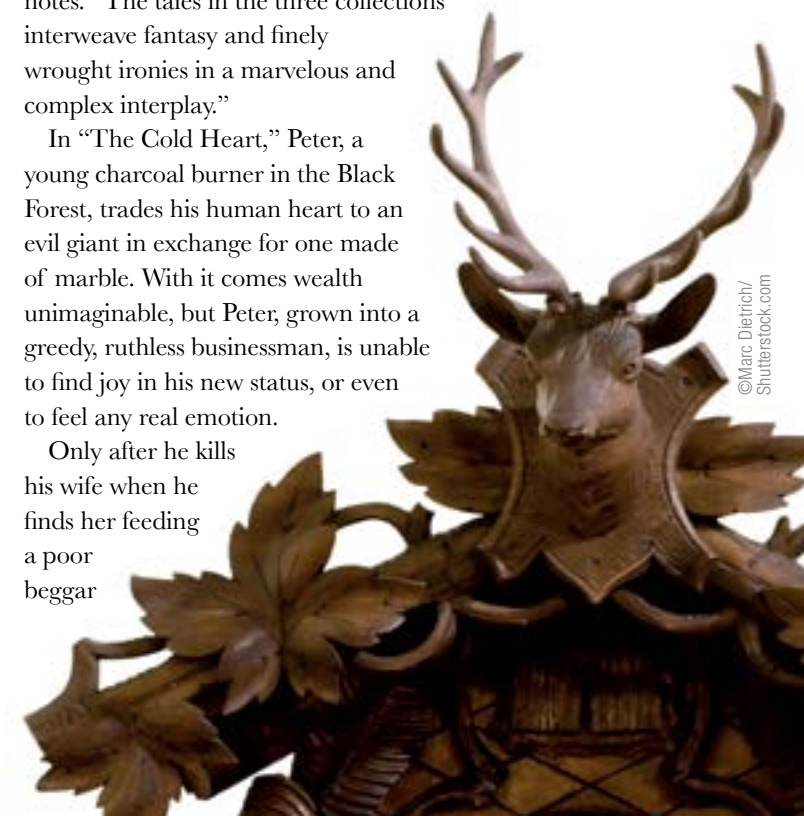 notes. "The tales in the three collections
interweave fantasy and finely
wrought ironies in a marvelous and
complex interplay.”
In “The Cold Heart,” Peter, a
young charcoal burner in the Black
Forest, trades his human heart to an
evil giant in exchange for one made
of marble. With it comes wealth
unimaginable, but Peter, grown into a
greedy, ruthless businessman, is unable
to find joy in his new status, or even
to feel any real emotion.
Only after he kills
his wife when he
finds her feeding
a poor
beggar
©Marc Dietrich/
Shutterstock.com